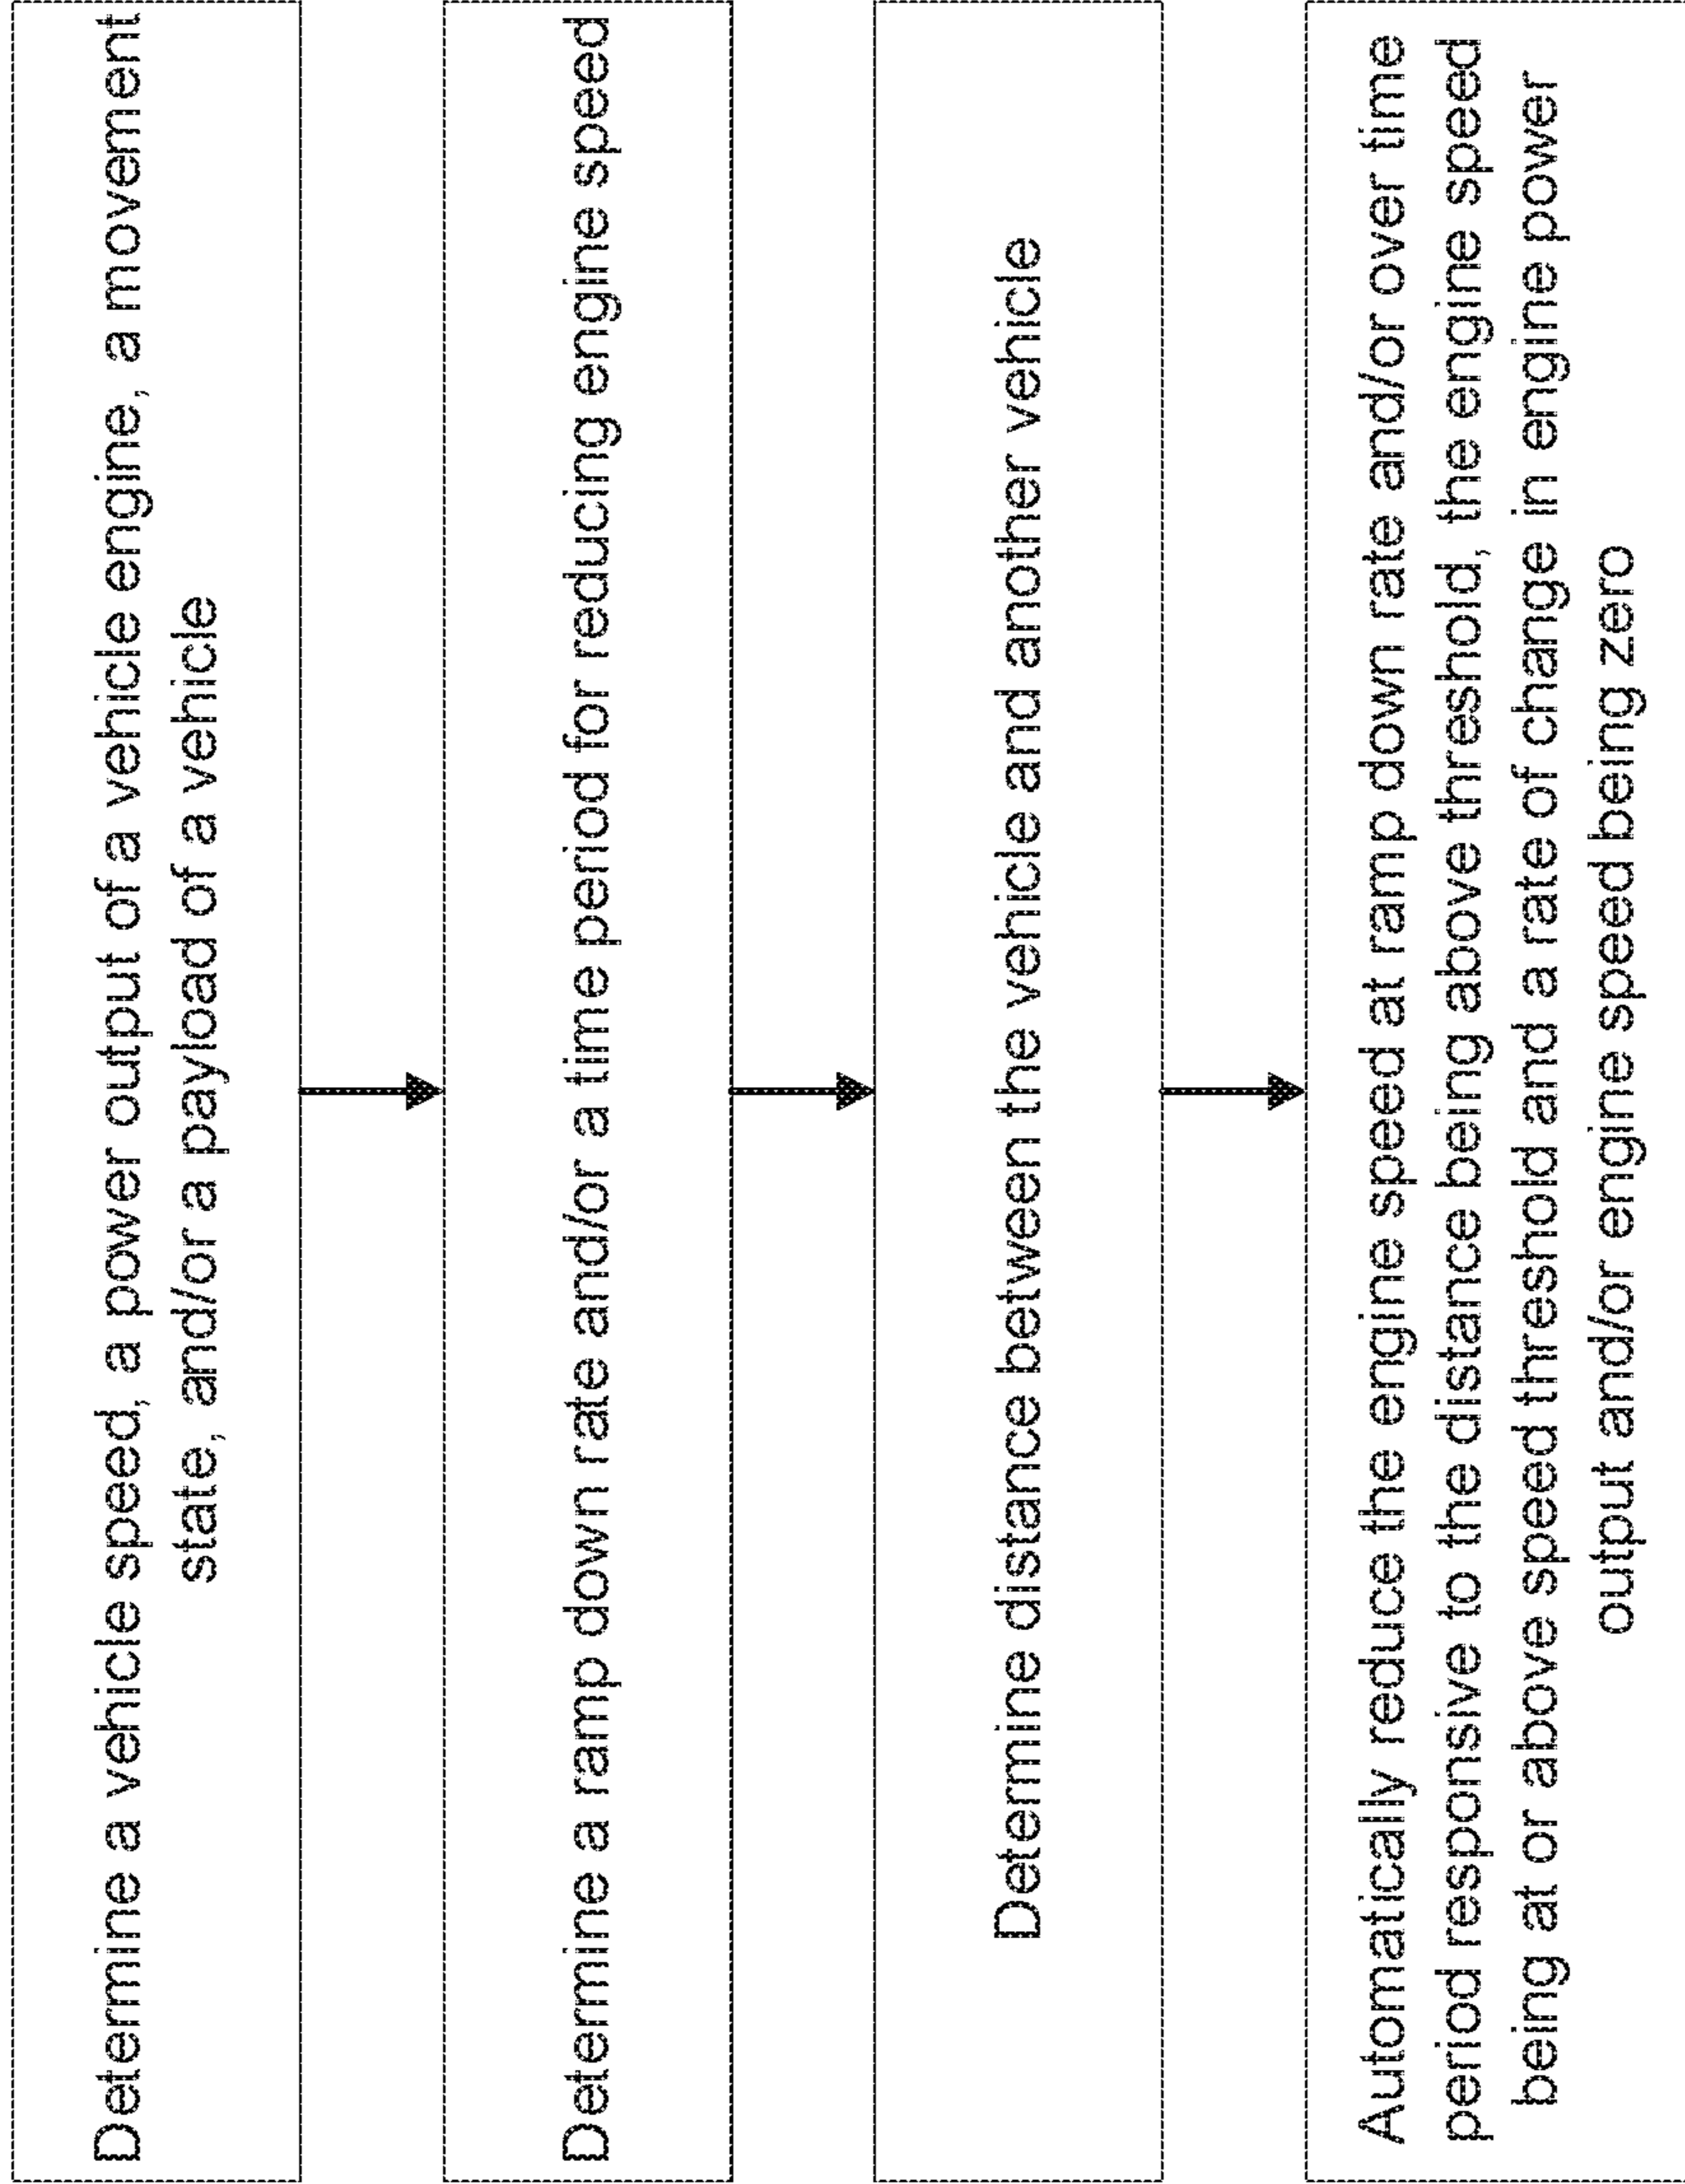 Determine a vehicle speed, a power output of a vehicle engine, a movement
state, and/or a payload of a vehicle
Determine a ramp down rate and/or a time period for reducing engine speed
Determine distance between the vehicle and another vehicle
Automatically reduce the engine speed at ramp down rate and/or over time
period responsive to the distance being above threshold, the engine speed
being at or above speed threshold and a rate of change in engine power
output and/or engine speed being zero